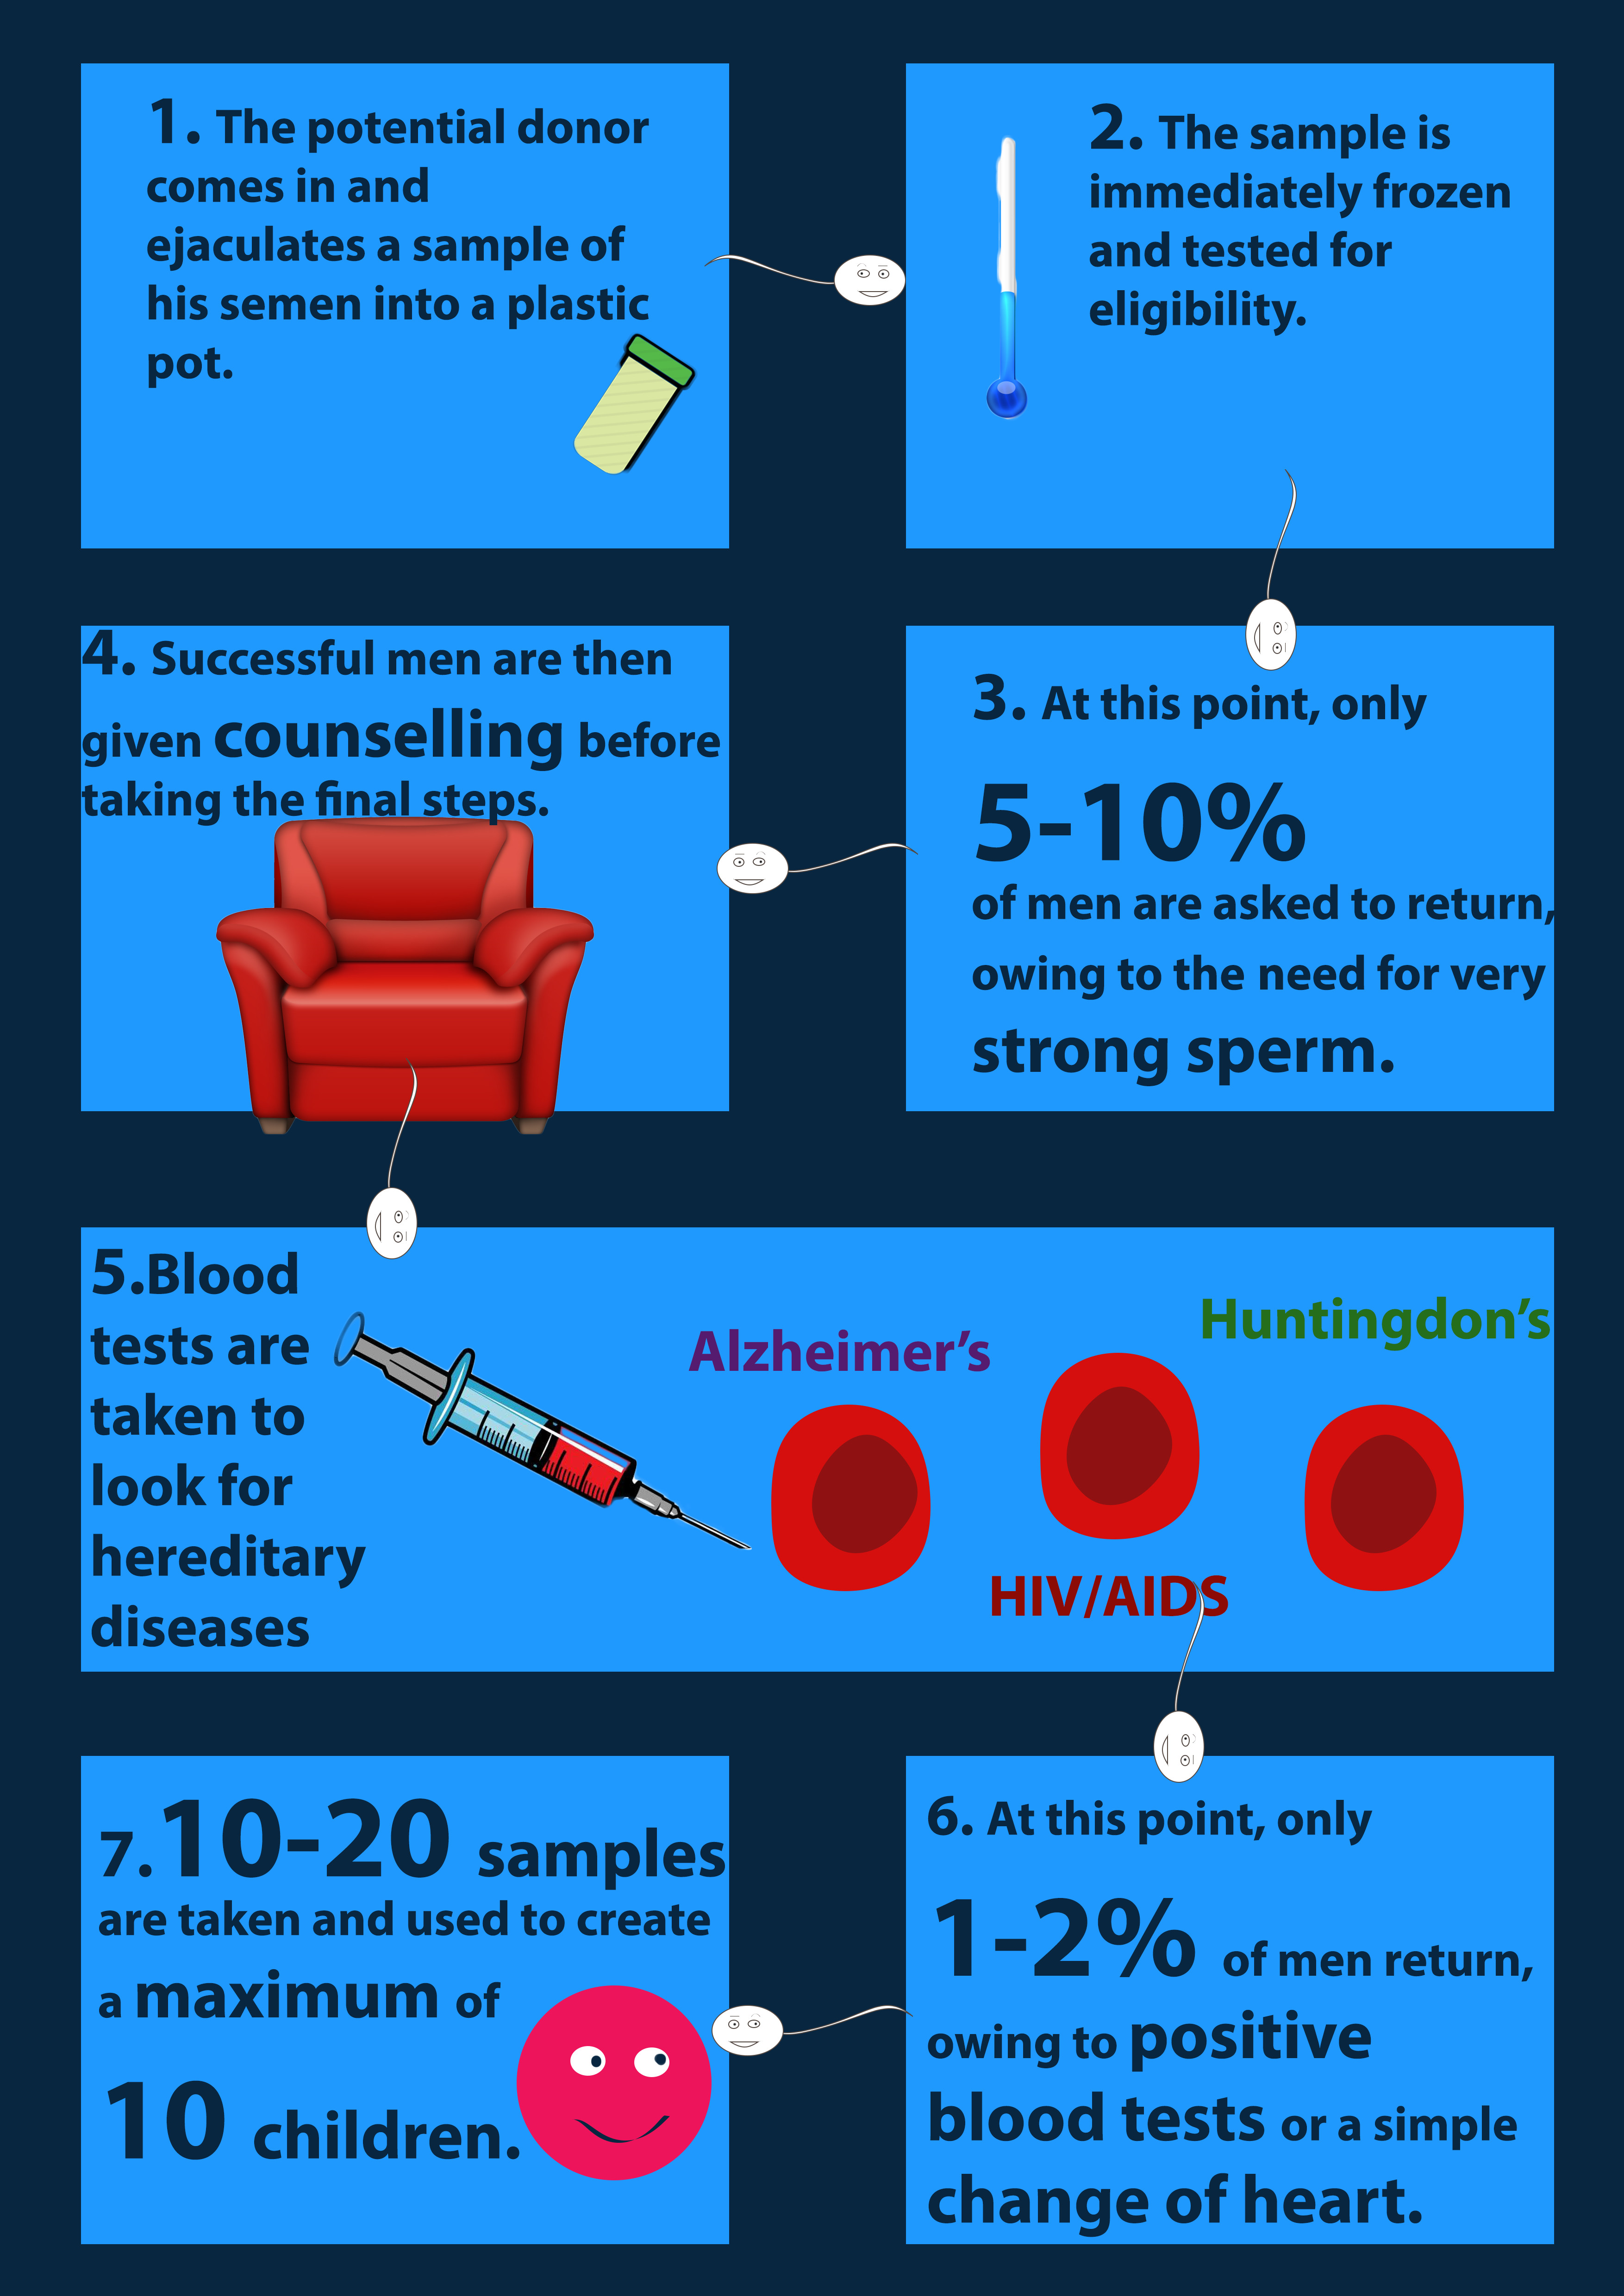 1. The potential donor
comes in and
ejaculates a sample of
his semen into a plastic
pot.
2. The sample is
immediately frozen
and tested for
eligibility.
3. At this point, only
5-10%
of men are asked to return,
owing to the need for very
strong sperm.
4. Successful men are then
given counselling before
taking the final steps.
5.Blood
tests are
taken to
look for
hereditary
diseases
Alzheimer's
Huntingdon's
HIV/AIDS
6. At this point, only
1-2% of men return,
owing to positive
blood tests or a simple
change of heart.
7.10-20 samples
are taken and used to create
a maximum of
10 children.